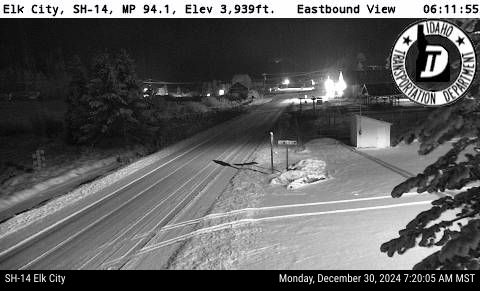 Elk City, SH-14, MP 94.1, Elev 3,939ft. Eastbound View 06:11:55
IDAHO
TRANSPORTATION DEPARTMENT
SH-14 Elk City Monday, December 30, 2024 7:20:05 AM MST